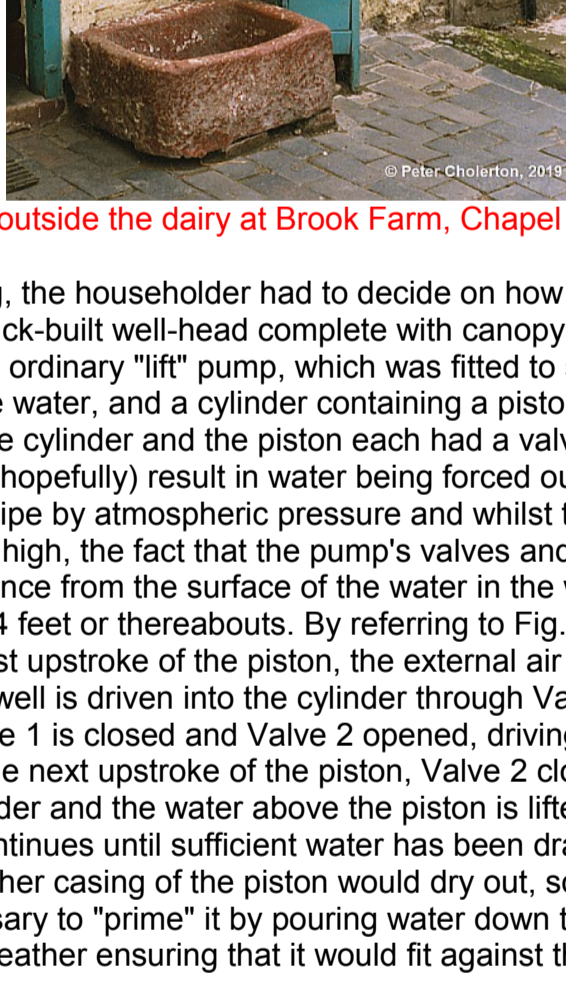 © Peter Cholerton, 2019
outside the dairy at Brook Farm, Chapel
, the householder had to decide on how
ck-built well-head complete with canopy
ordinary "lift" pump, which was fitted to
water, and a cylinder containing a pisto
e cylinder and the piston each had a valv
hopefully) result in water being forced ou
ipe by atmospheric pressure and whilst t
high, the fact that the pump's valves and
nce from the surface of the water in the
4 feet or thereabouts. By referring to Fig.
st upstroke of the piston, the external air
well is driven into the cylinder through Va
e 1 is closed and Valve 2 opened, driving
e next upstroke of the piston, Valve 2 clo
der and the water above the piston is lifte
ntinues until sufficient water has been dra
her casing of the piston would dry out, so
sary to "prime" it by pouring water down t
eather ensuring that it would fit against th